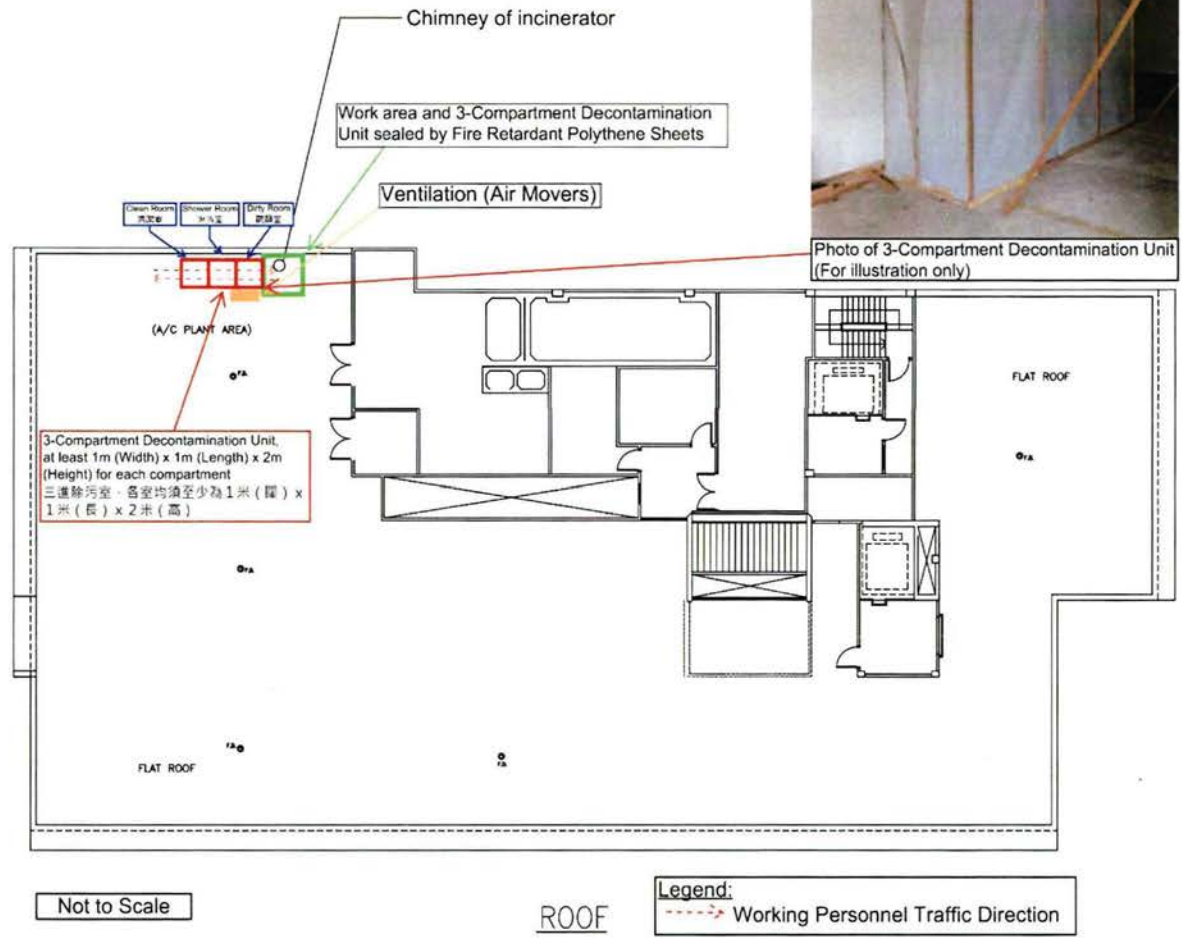 Chimney of incinerator
Work area and 3-Compartment Decontamination
Unit sealed by Fire Retardant Polythene Sheets
Ventilation (Air Movers)
Clean Room
Shower Room
Dirty Room
Photo of 3-Compartment Decontamination Unit
(For illustration only)
(A/C PLANT AREA)
F.D.
FLAT ROOF
3-Compartment Decontamination Unit,
at least 1m (Width) x 1m (Length) x 2m
(Height) for each compartment
三進除污室，各室均須至少為1米（闊）x
1米（長）x 2米（高）
FLAT ROOF
Not to Scale
ROOF
Legend:
Working Personnel Traffic Direction